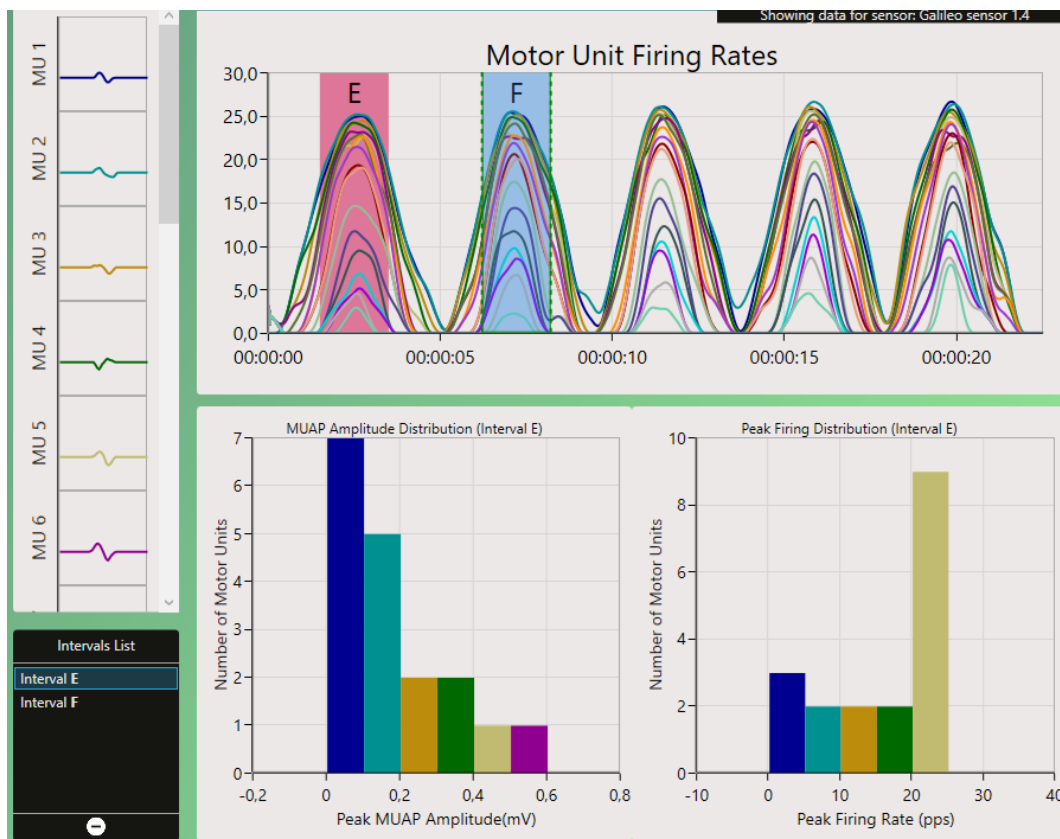 Showing data for sensor: Galileo sensor 1.4
MU 1
MU 2
MU 3
MU 4
MU 5
MU 6
Motor Unit Firing Rates
30,0
25,0
20,0
15,0
10,0
5,0
0,0
E
F
00:00:00
00:00:05
00:00:10
00:00:15
00:00:20
Intervals List
Interval E
Interval F
MUAP Amplitude Distribution (Interval E)
Number of Motor Units
7
6
5
4
3
2
1
0
-0,2
0
0,2
0,4
0,6
0,8
Peak MUAP Amplitude(mV)
Peak Firing Distribution (Interval E)
Number of Motor Units
10
8
6
4
2
0
-10
0
10
20
30
40
Peak Firing Rate (pps)